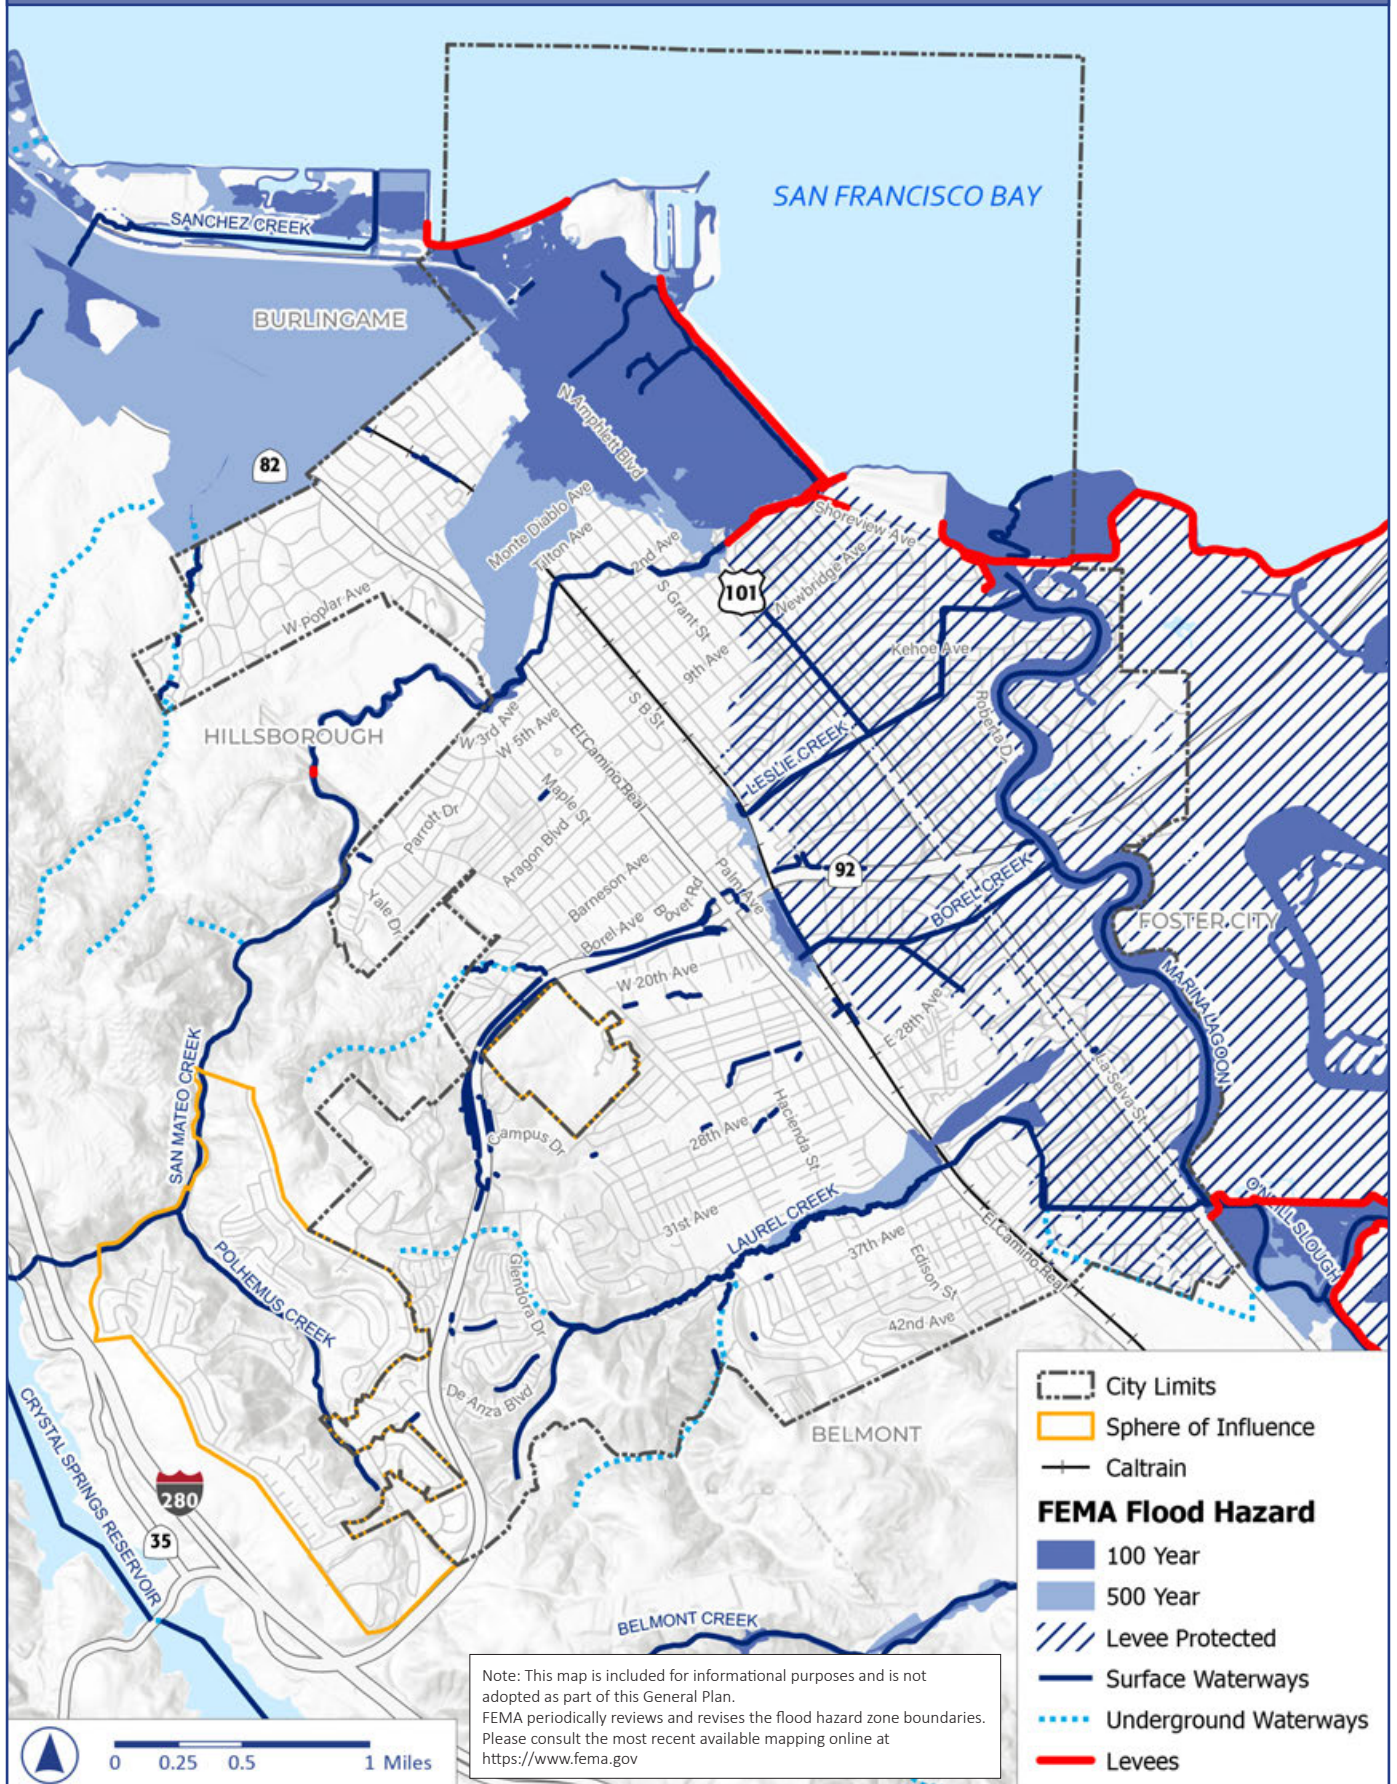 SAN FRANCISCO BAY
SANCHEZ CREEK
BURLINGAME
82
N Amphlett Blvd
Monte Diablo Ave
Tilton Ave
2nd Ave
Shoreview Ave
101
Newbridge Ave
S Grant St
9th Ave
Kehoe Ave
W Poplar Ave
HILLSBOROUGH
W 3rd Ave
W 5th Ave
El Camino Real
S B St
Roberta Dr
LESLIE CREEK
Maple St
Parrott Dr
Aragon Blvd
Barneson Ave
Palm Ave
92
Yale Dr
Bovet Rd
Borel Ave
BOREL CREEK
FOSTER CITY
W 20th Ave
MARINA LAGOON
E 28th Ave
SAN MATEO CREEK
La Selva St
Hacienda St
Campus Dr
28th Ave
O'NEILL SLOUGH
31st Ave
LAUREL CREEK
37th Ave
Edison St
El Camino Real
POLHEMUS CREEK
Glendora Dr
42nd Ave
De Anza Blvd
BELMONT
CRYSTAL SPRINGS RESERVOIR
280
35
BELMONT CREEK
City Limits
Sphere of Influence
Caltrain
FEMA Flood Hazard
100 Year
500 Year
Levee Protected
Surface Waterways
Underground Waterways
Levees
Note: This map is included for informational purposes and is not
adopted as part of this General Plan.
FEMA periodically reviews and revises the flood hazard zone boundaries.
Please consult the most recent available mapping online at
https://www.fema.gov
0 0.25 0.5 1 Miles